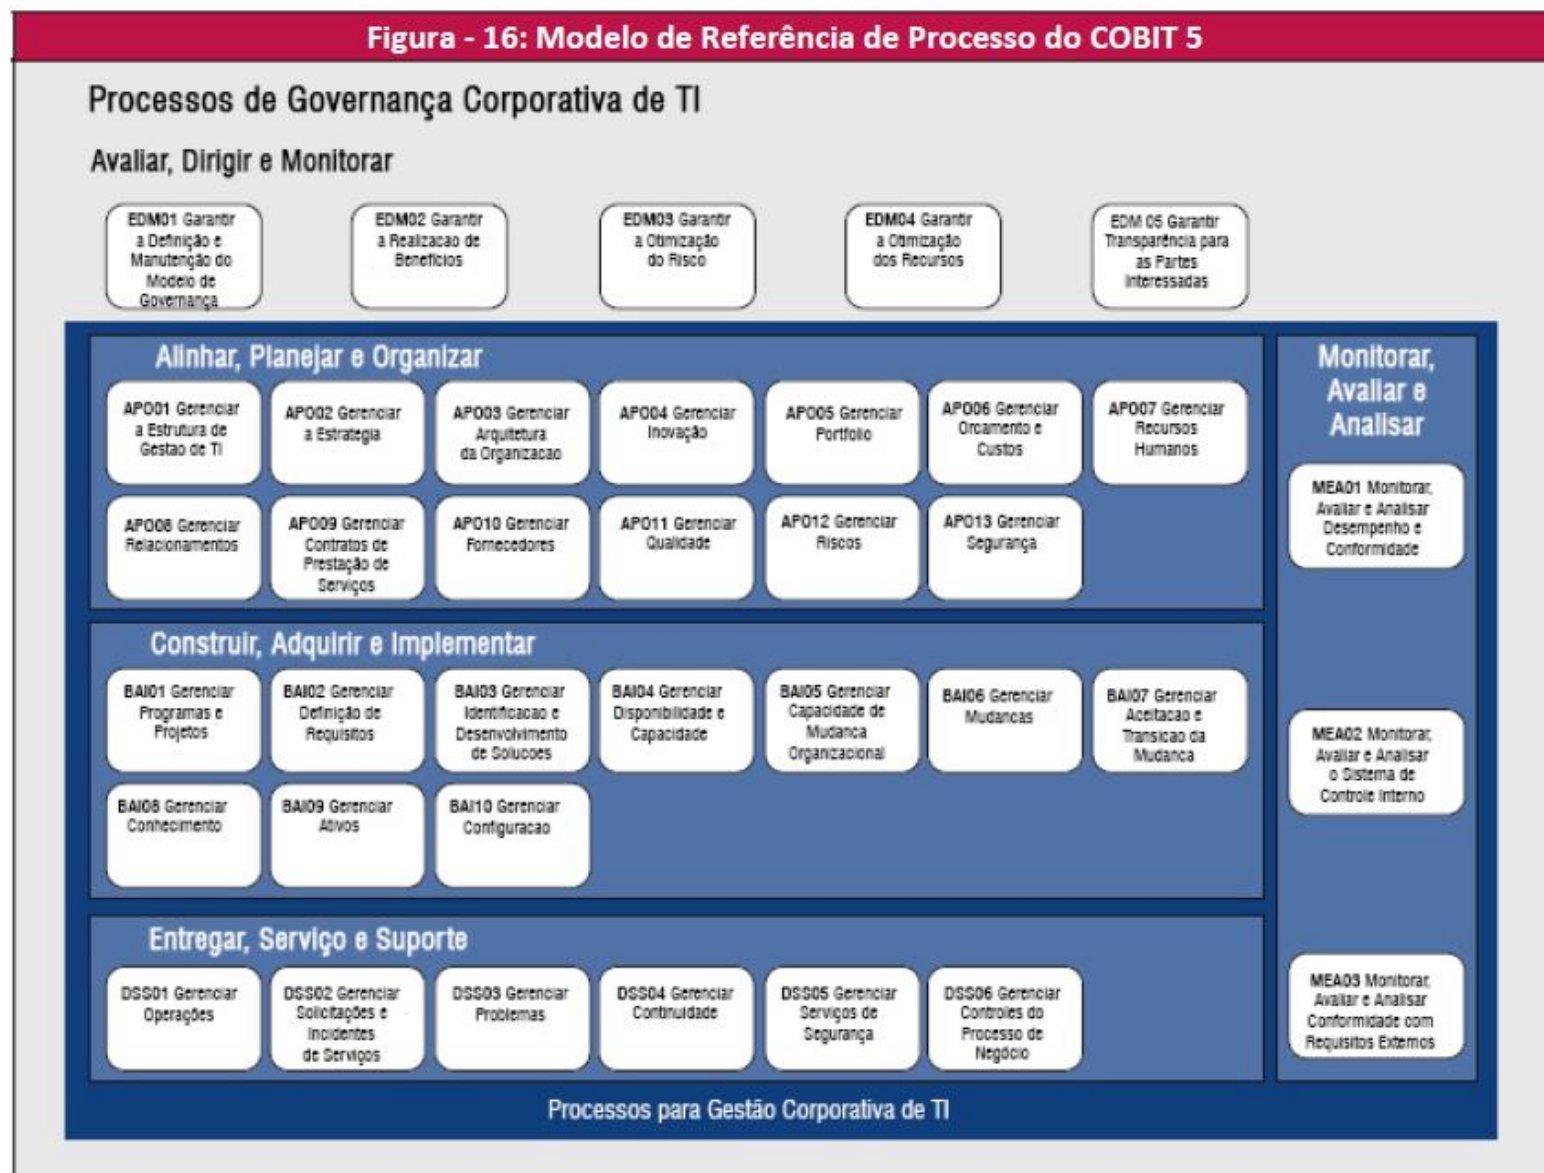 Figura - 16: Modelo de Referência de Processo do COBIT 5
Processos de Governança Corporativa de TI
Avaliar, Dirigir e Monitorar
EDM01 Garantir
a Definição e
Manutenção do
Modelo de
Governança
EDM02 Garantir
a Realizacao de
Benefícios
EDM03 Garantir
a Otimização
do Risco
EDM04 Garantir
a Otimização
dos Recursos
EDM 05 Garantir
Transparência para
as Partes
Interessadas
Alinhar, Planejar e Organizar
APO01 Gerenciar
a Estrutura de
Gestao de TI
APO02 Gerenciar
a Estrategia
APO03 Gerenciar
Arquitetura
da Organizacao
APO04 Gerenciar
Inovação
APO05 Gerenciar
Portfolio
APO06 Gerenciar
Orcamento e
Custos
APO07 Gerenciar
Recursos
Humanos
APO08 Gerenciar
Relacionamentos
APO09 Gerenciar
Contratos de
Prestação de
Serviços
APO10 Gerenciar
Fornecedores
APO11 Gerenciar
Qualidade
APO12 Gerenciar
Riscos
APO13 Gerenciar
Segurança
Construir, Adquirir e Implementar
BAI01 Gerenciar
Programas e
Projetos
BAI02 Gerenciar
Definição de
Requisitos
BAI03 Gerenciar
Identificacao e
Desenvolvimento
de Solucoes
BAI04 Gerenciar
Disponibilidade e
Capacidade
BAI05 Gerenciar
Capacidade de
Mudanca
Organizacional
BAI06 Gerenciar
Mudancas
BAI07 Gerenciar
Aceitacao e
Transicao da
Mudanca
BAI08 Gerenciar
Conhecimento
BAI09 Gerenciar
Ativos
BAI10 Gerenciar
Configuracao
Entregar, Serviço e Suporte
DSS01 Gerenciar
Operações
DSS02 Gerenciar
Solicitações e
Incidentes
de Serviços
DSS03 Gerenciar
Problemas
DSS04 Gerenciar
Continuidade
DSS05 Gerenciar
Serviços de
Segurança
DSS06 Gerenciar
Controles do
Processo de
Negócio
Monitorar,
Avaliar e
Analisar
MEA01 Monitorar,
Avaliar e Analisar
Desempenho e
Conformidade
MEA02 Monitorar,
Avaliar e Analisar
o Sistema de
Controle Interno
MEA03 Monitorar,
Avaliar e Analisar
Conformidade com
Requisitos Externos
Processos para Gestão Corporativa de TI